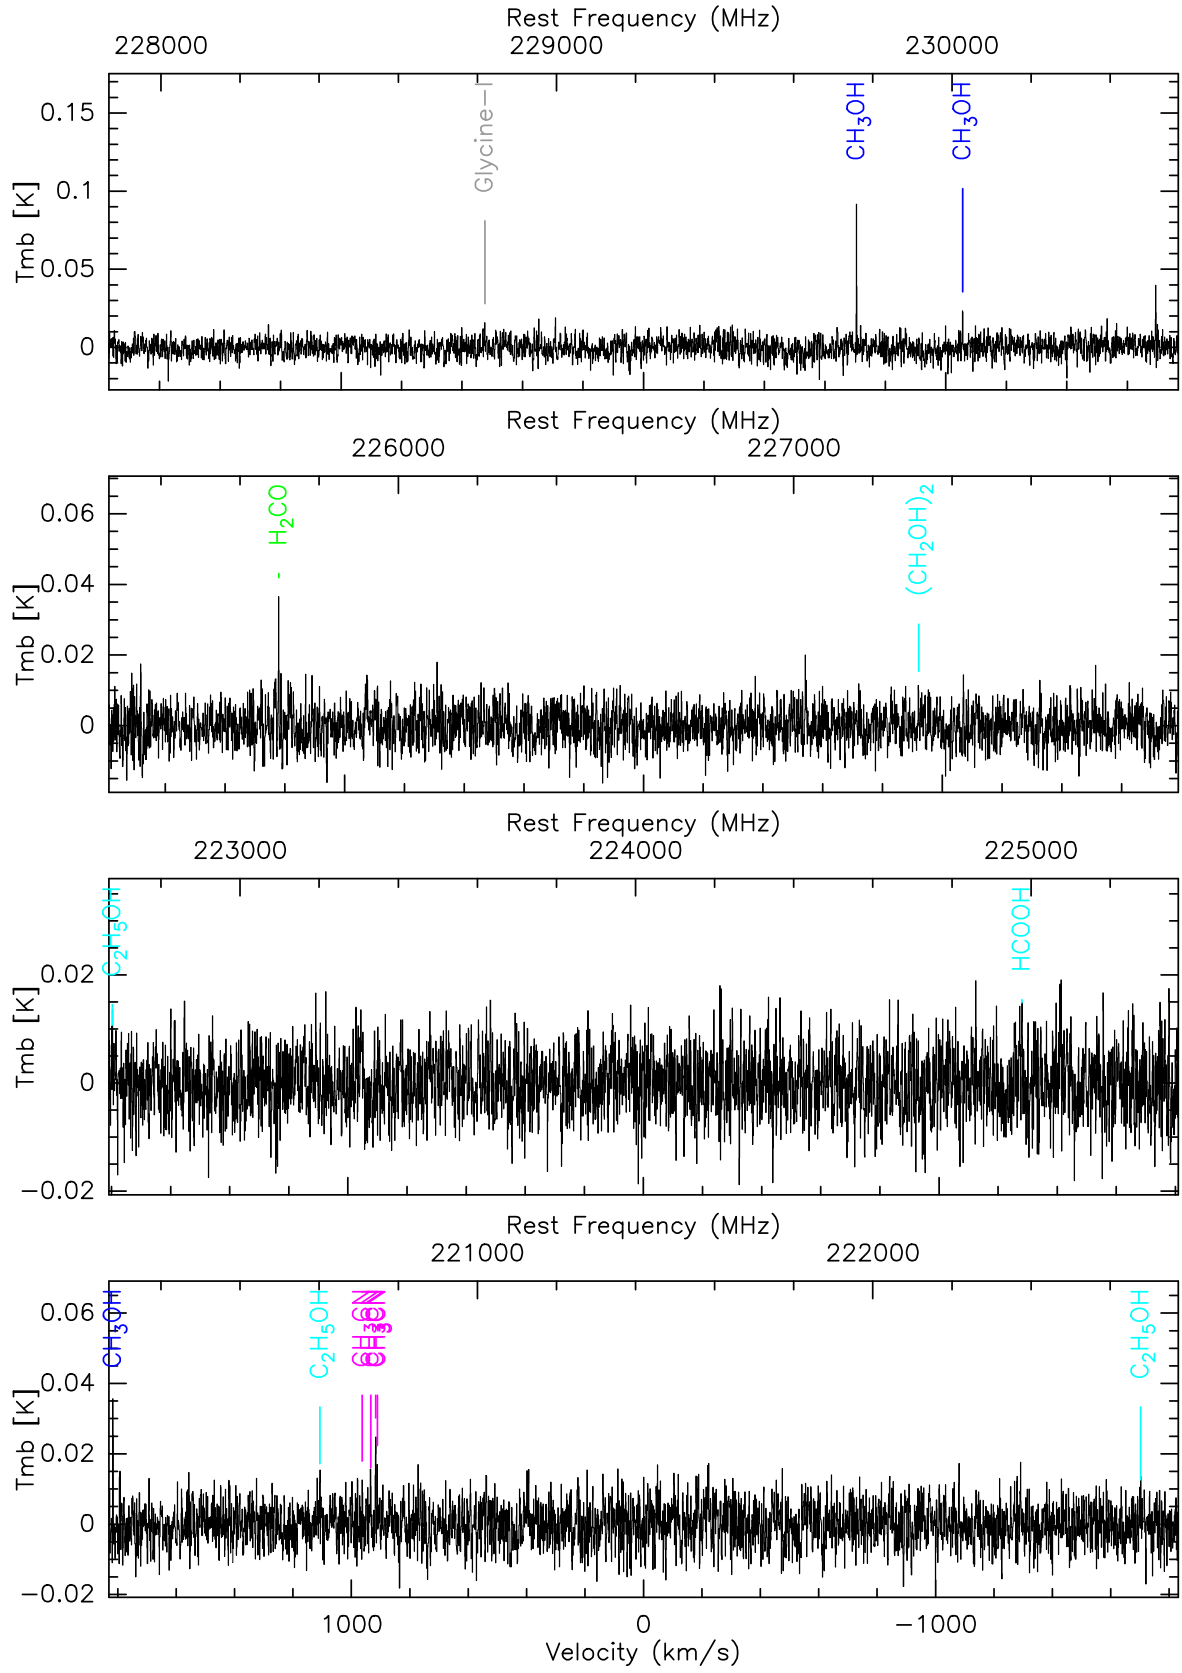 Rest Frequency (MHz)
228000 229000 230000
Tmb [K]
0.15
0.1
0.05
0
Glycine-I
CH₃OH
CH₃OH
Rest Frequency (MHz)
226000 227000
Tmb [K]
0.06
0.04
0.02
0
H₂CO
(CH₂OH)₂
Rest Frequency (MHz)
223000 224000 225000
Tmb [K]
0.02
0
−0.02
C₂H₅OH
HCOOH
Rest Frequency (MHz)
221000 222000
Tmb [K]
0.06
0.04
0.02
0
−0.02
CH₃OH
C₂H₅OH
CH₃CN
CH₃CN
C₂H₅OH
1000 0 −1000
Velocity (km/s)